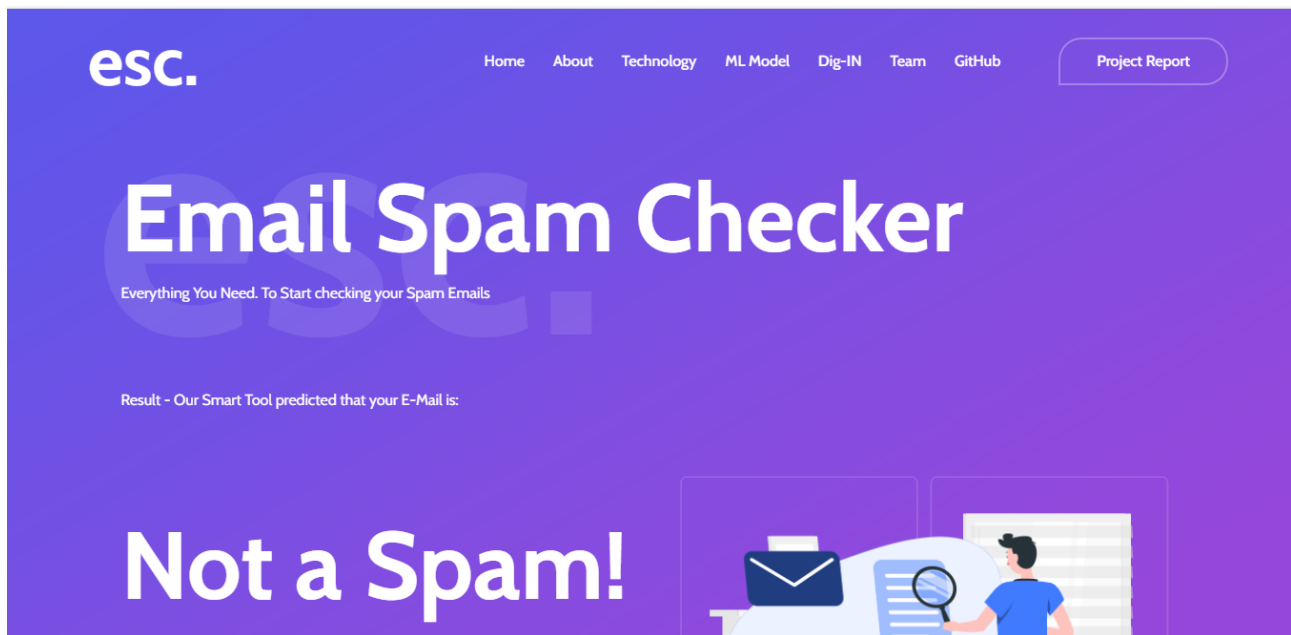 esc.
Home About Technology ML Model Dig-IN Team GitHub Project Report
esc.
Email Spam Checker
Everything You Need. To Start checking your Spam Emails
Result - Our Smart Tool predicted that your E-Mail is:
Not a Spam!